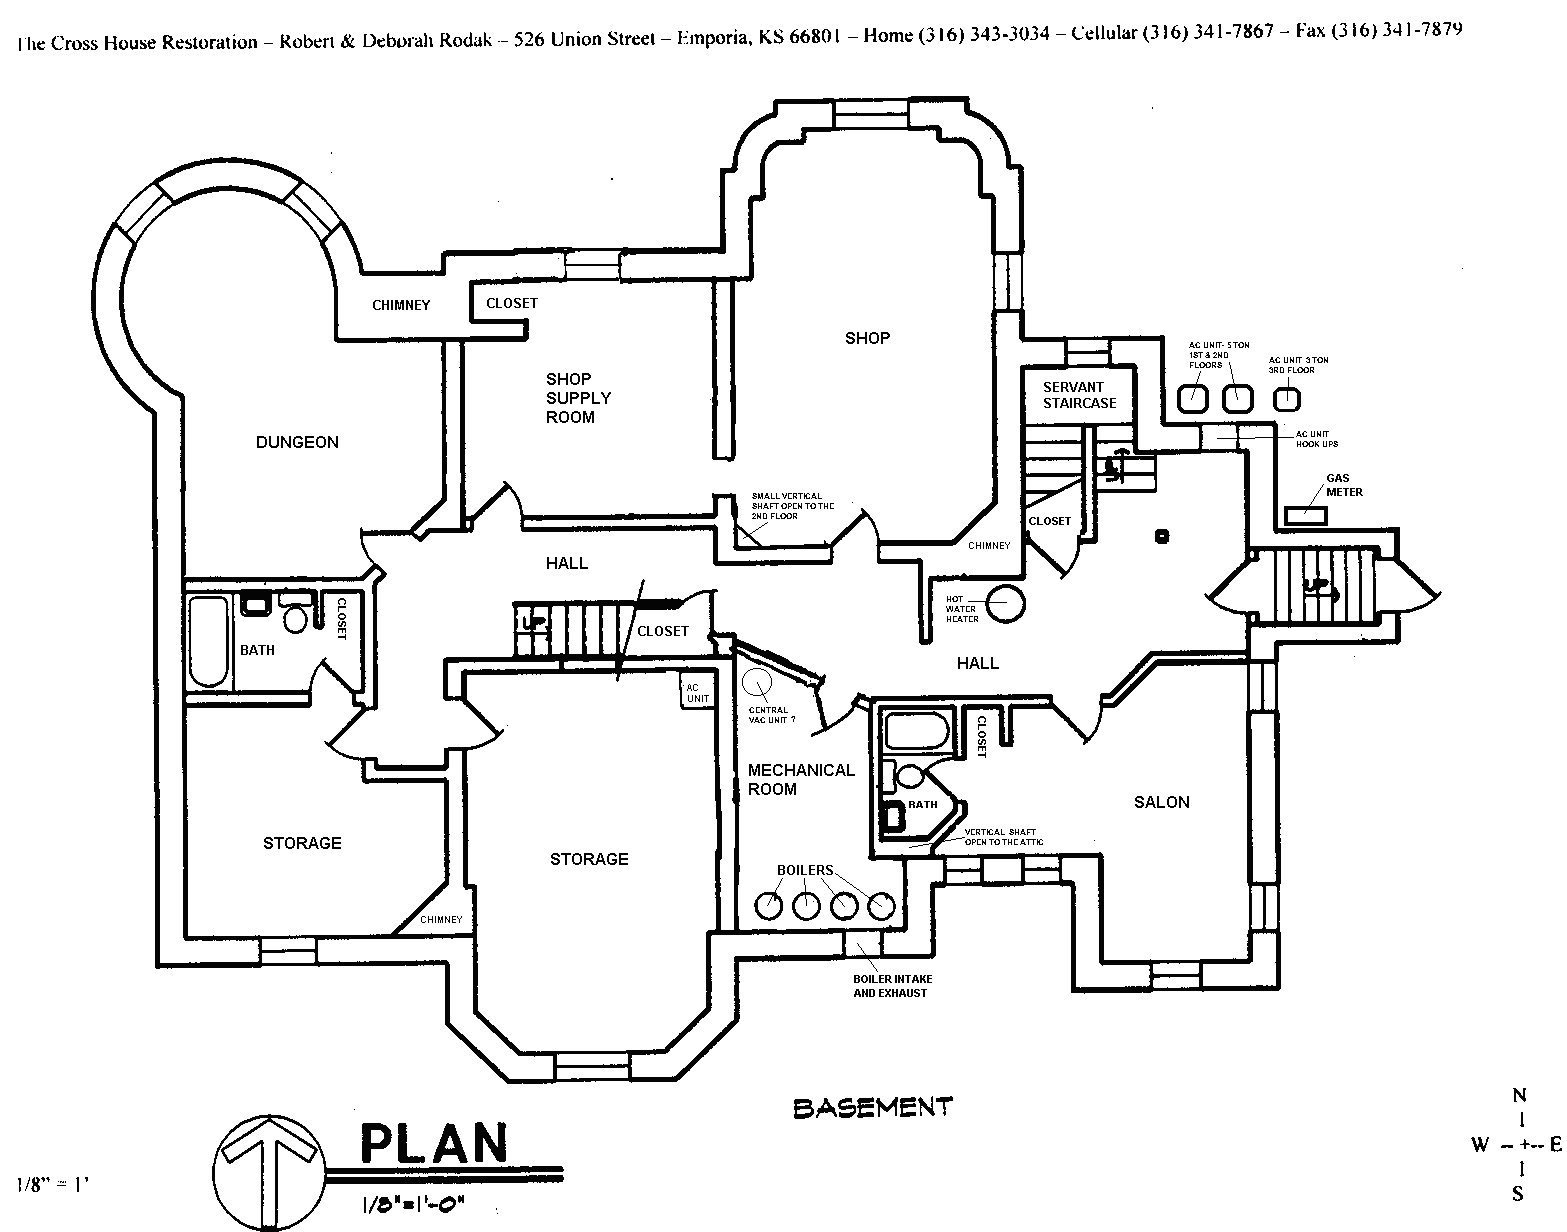 The Cross House Restoration – Robert & Deborah Rodak – 526 Union Street – Emporia, KS 66801 – Home (316) 343-3034 – Cellular (316) 341-7867 – Fax (316) 341-7879
CHIMNEY
CLOSET
SHOP
SHOP
SUPPLY
ROOM
DUNGEON
SERVANT
STAIRCASE
AC UNIT- 5 TON
1ST & 2ND
FLOORS
AC UNIT 3 TON
3RD FLOOR
AC UNIT
HOOK UPS
GAS
METER
UP
SMALL VERTICAL
SHAFT OPEN TO THE
2ND FLOOR
CLOSET
CHIMNEY
HALL
UP
HOT
WATER
HEATER
CLOSET
BATH
UP
CLOSET
HALL
AC
UNIT
CENTRAL
VAC UNIT ?
CLOSET
MECHANICAL
ROOM
BATH
SALON
VERTICAL SHAFT
OPEN TO THE ATTIC
STORAGE
STORAGE
BOILERS
CHIMNEY
BOILER INTAKE
AND EXHAUST
BASEMENT
PLAN
1/8"=1'-0"
1/8" = 1'
N
W - + -- E
S